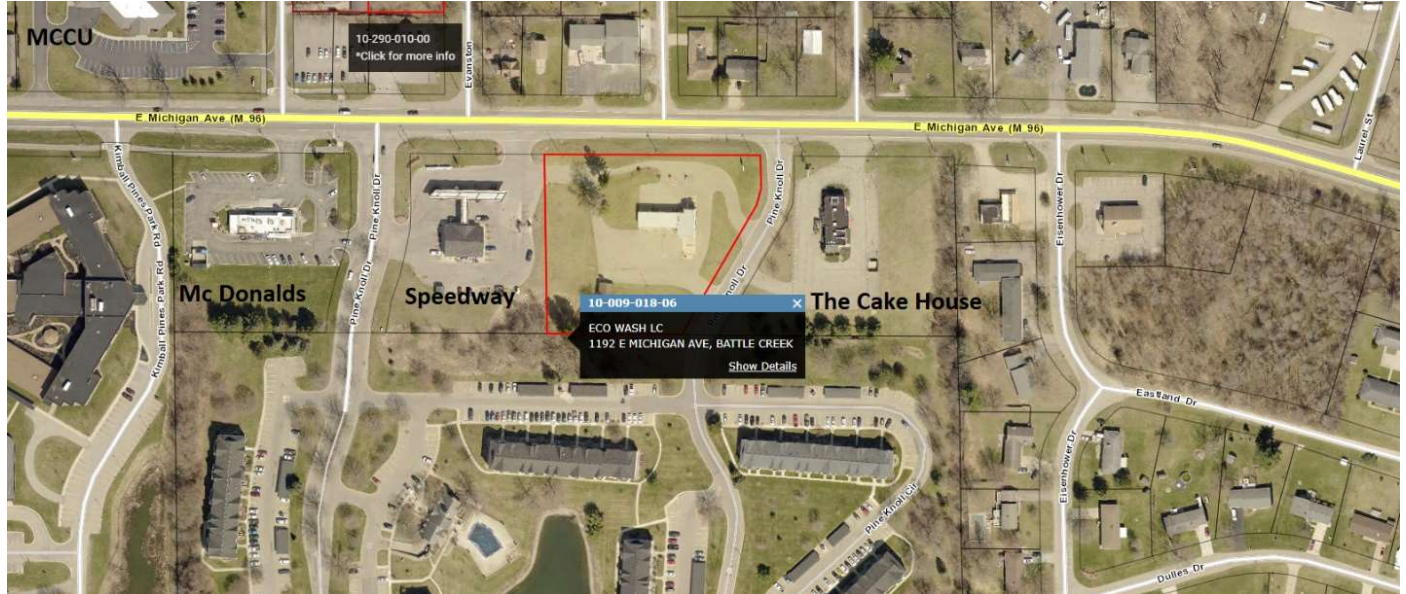 MCCU
10-290-010-00
*Click for more info
Evanston
E Michigan Ave (M 96)
E Michigan Ave (M 96)
Laurel St
Kimball Pines Park Rd
Kimball Pines Park Rd
Pine Knoll Dr
Pine Knoll Dr
Pine Knoll Dr
Eisenhower Dr
Mc Donalds
Speedway
The Cake House
10-009-018-06
ECO WASH LC
1192 E MICHIGAN AVE, BATTLE CREEK
Show Details
Eastland Dr
Eisenhower Dr
Pine Knoll Cir
Dulles Dr